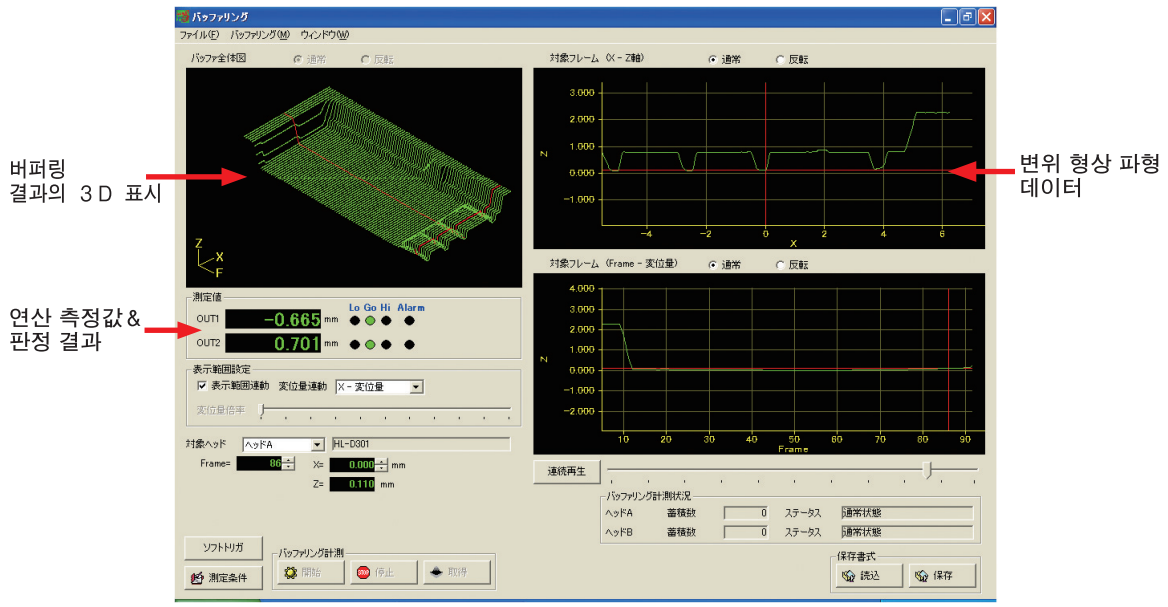 バッファリング
ファイル(F) バッファリング(M) ウィンドウ(W)
バッファ全体図 通常 反転
Z
X
F
버퍼링
결과의 3 D 표시
測定値
Lo Go Hi Alarm
OUT1 -0.665 mm
OUT2 0.701 mm
연산 측정값 &
판정 결과
表示範囲設定
表示範囲連動 変位量連動 X - 変位量
変位量倍率
対象ヘッド ヘッドA HL-D301
Frame= 86 X= 0.000 mm
Z= 0.110 mm
ソフトトリガ
測定条件
バッファリング計測
開始 STOP 停止 取得
対象フレーム (X - Z軸) 通常 反転
3.000
2.000
1.000
Z
0.000
-1.000
-4 -2 0 2 4 6
X
변위 형상 파형
데이터
対象フレーム (Frame - 変位量) 通常 反転
4.000
3.000
2.000
1.000
Z
0.000
-1.000
-2.000
10 20 30 40 50 60 70 80 90
Frame
連続再生
バッファリング計測状況
ヘッドA 蓄積数 0 ステータス 通常状態
ヘッドB 蓄積数 0 ステータス 通常状態
保存書式
読込 保存